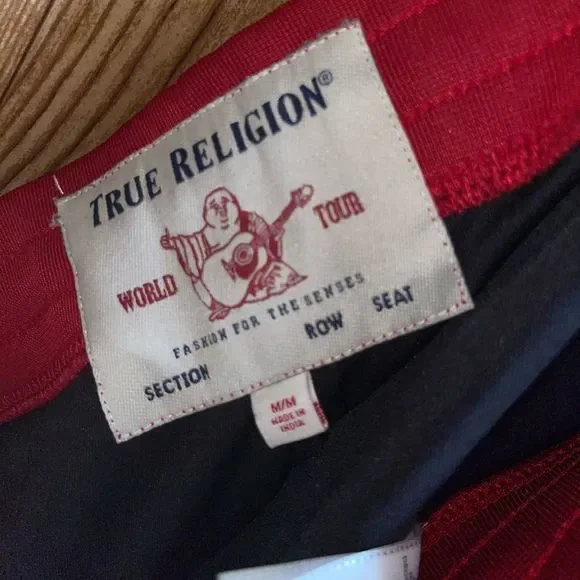 TRUE RELIGION®
WORLD TOUR
FASHION FOR THE SENSES
SECTION ROW SEAT
M/M
MADE IN
INDIA